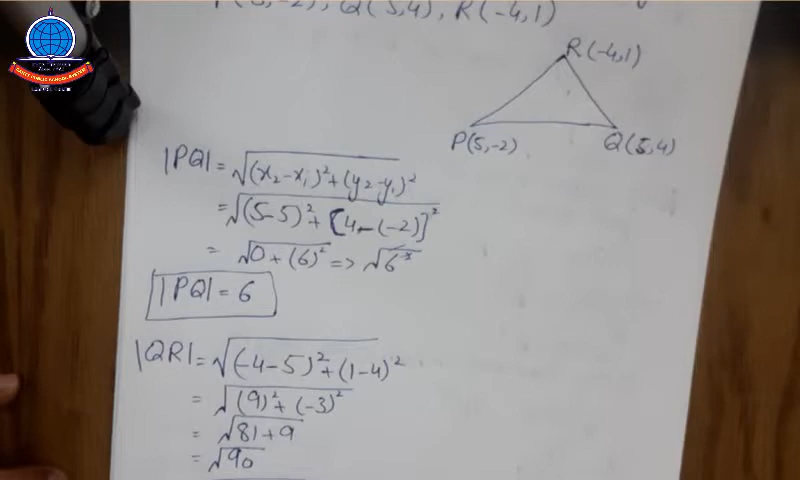 P(5,-2), Q(5,4), R(-4,1)
R(-4,1)
P(5,-2)
Q(5,4)
|PQ| = √(x₂-x₁)²+(y₂-y₁)²
= √(5-5)²+[4-(-2)]²
= √0+(6)² => √6²
|PQ| = 6
|QR| = √(-4-5)²+(1-4)²
= √(9)²+(-3)²
= √81+9
= √90